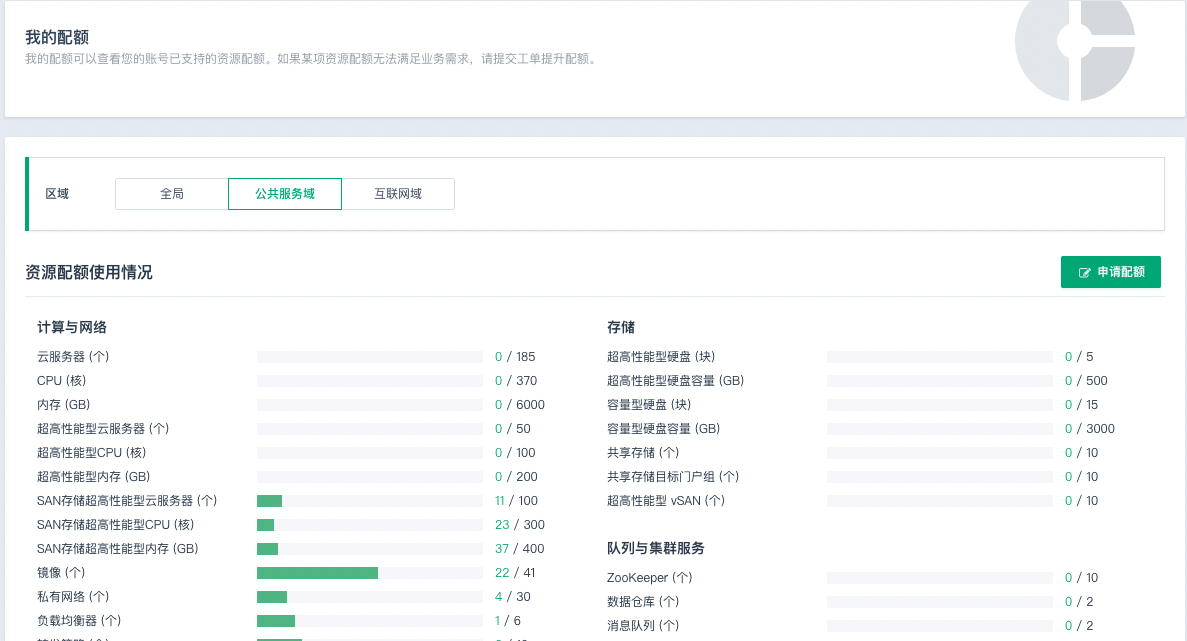 我的配额
我的配额可以查看您的账号已支持的资源配额。如果某项资源配额无法满足业务需求，请提交工单提升配额。
区域 全局 公共服务域 互联网域
资源配额使用情况
申请配额
计算与网络
云服务器 (个) 0 / 185
CPU (核) 0 / 370
内存 (GB) 0 / 6000
超高性能型云服务器 (个) 0 / 50
超高性能型CPU (核) 0 / 100
超高性能型内存 (GB) 0 / 200
SAN存储超高性能型云服务器 (个) 11 / 100
SAN存储超高性能型CPU (核) 23 / 300
SAN存储超高性能型内存 (GB) 37 / 400
镜像 (个) 22 / 41
私有网络 (个) 4 / 30
负载均衡器 (个) 1 / 6
存储
超高性能型硬盘 (块) 0 / 5
超高性能型硬盘容量 (GB) 0 / 500
容量型硬盘 (块) 0 / 15
容量型硬盘容量 (GB) 0 / 3000
共享存储 (个) 0 / 10
共享存储目标门户组 (个) 0 / 10
超高性能型 vSAN (个) 0 / 10
队列与集群服务
ZooKeeper (个) 0 / 10
数据仓库 (个) 0 / 2
消息队列 (个) 0 / 2